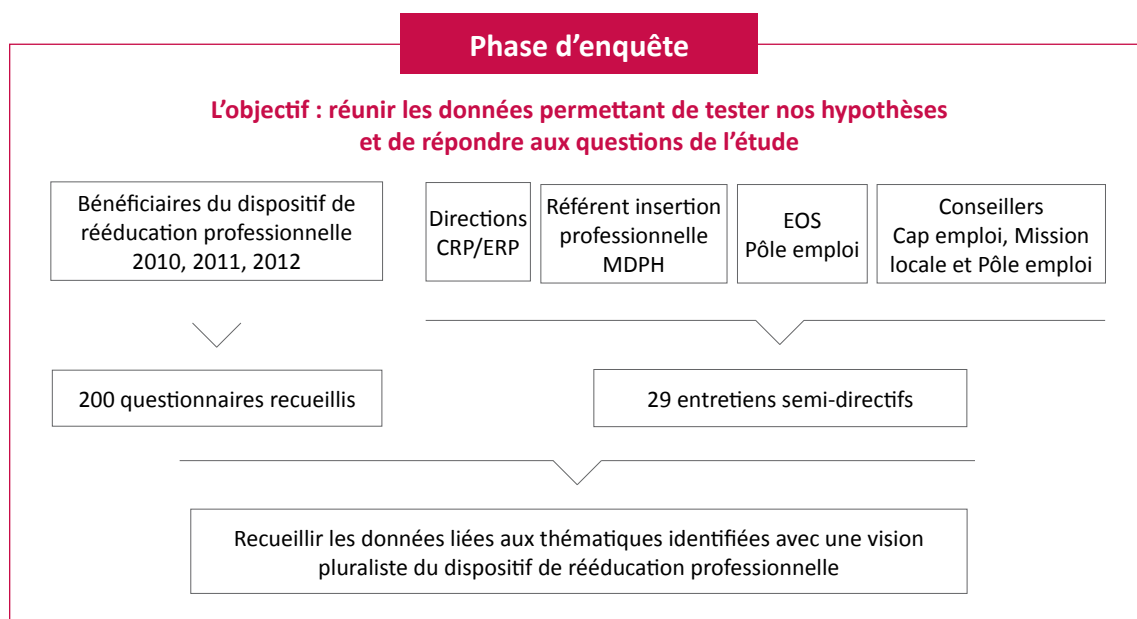 Phase d’enquête
L’objectif : réunir les données permettant de tester nos hypothèses
et de répondre aux questions de l’étude
Bénéficiaires du dispositif de
rééducation professionnelle
2010, 2011, 2012
Directions
CRP/ERP
Référent insertion
professionnelle
MDPH
EOS
Pôle emploi
Conseillers
Cap emploi, Mission
locale et Pôle emploi
200 questionnaires recueillis
29 entretiens semi-directifs
Recueillir les données liées aux thématiques identifiées avec une vision
pluraliste du dispositif de rééducation professionnelle